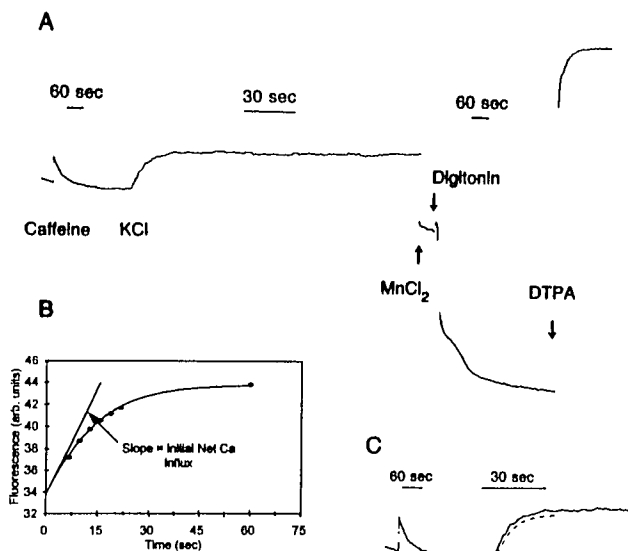 A
60 sec
30 sec
60 sec
Digitonin
Caffeine KCl
MnCl2
DTPA
B
46
44
42
40
38
36
34
32
Fluorescence (arb. units)
Slope = Initial Net Ca
Influx
0 15 30 45 60 75
Time (sec)
C
60 sec
30 sec